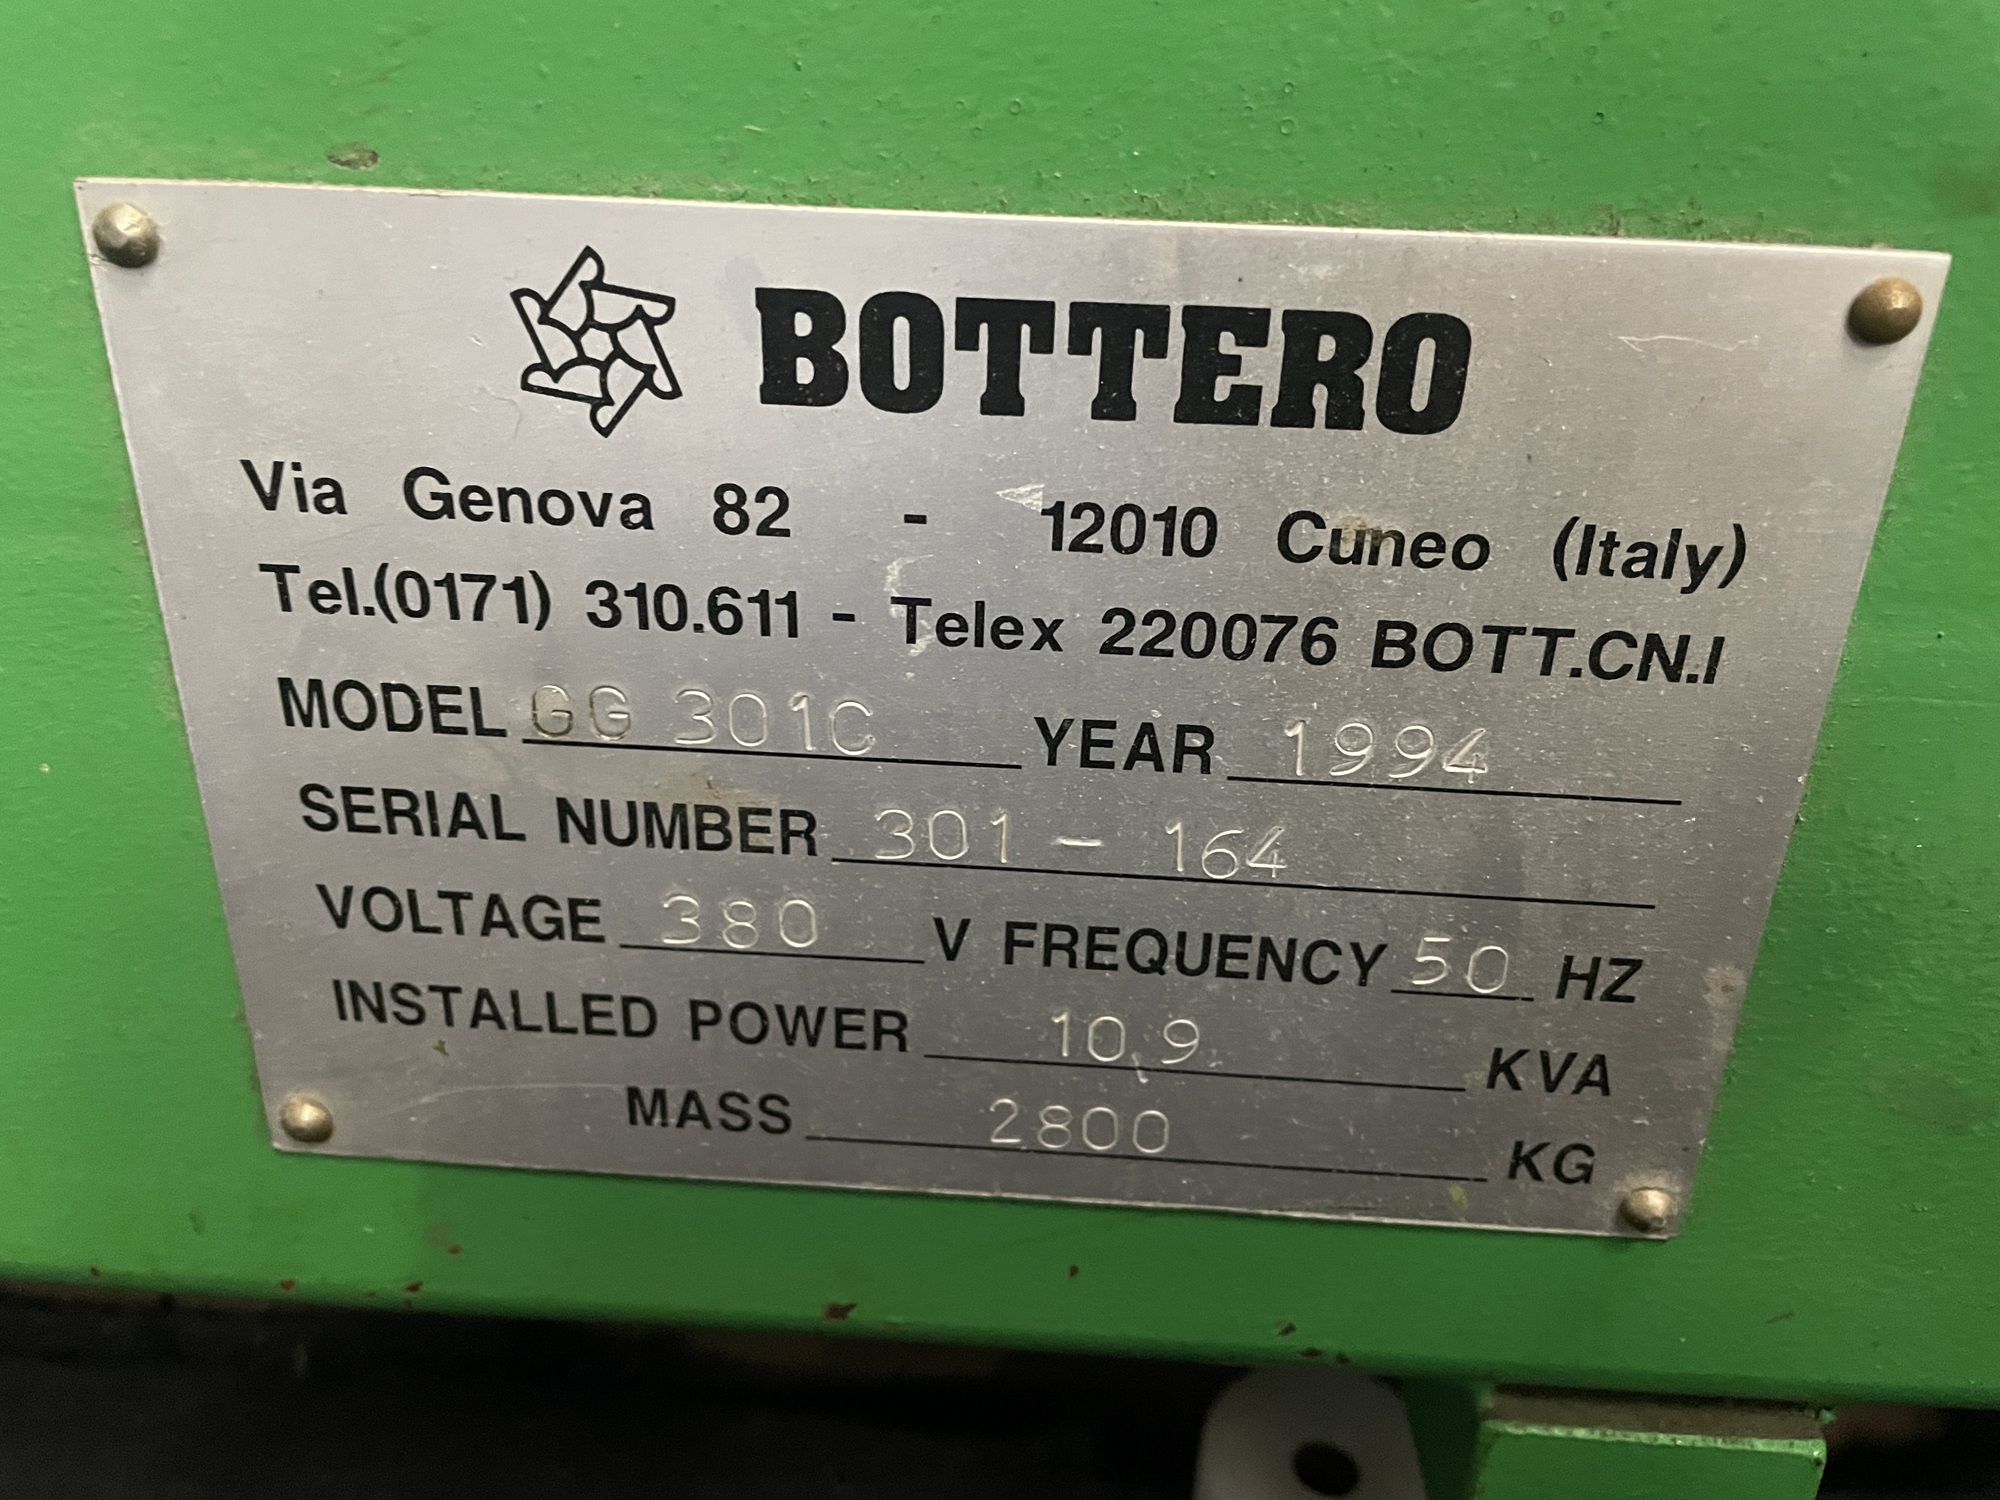 BOTTERO
Via Genova 82 - 12010 Cuneo (Italy)
Tel.(0171) 310.611 - Telex 220076 BOTT.CN.I
MODEL GG 301C YEAR 1994
SERIAL NUMBER 301 - 164
VOLTAGE 380 V FREQUENCY 50 HZ
INSTALLED POWER 10,9 KVA
MASS 2800 KG